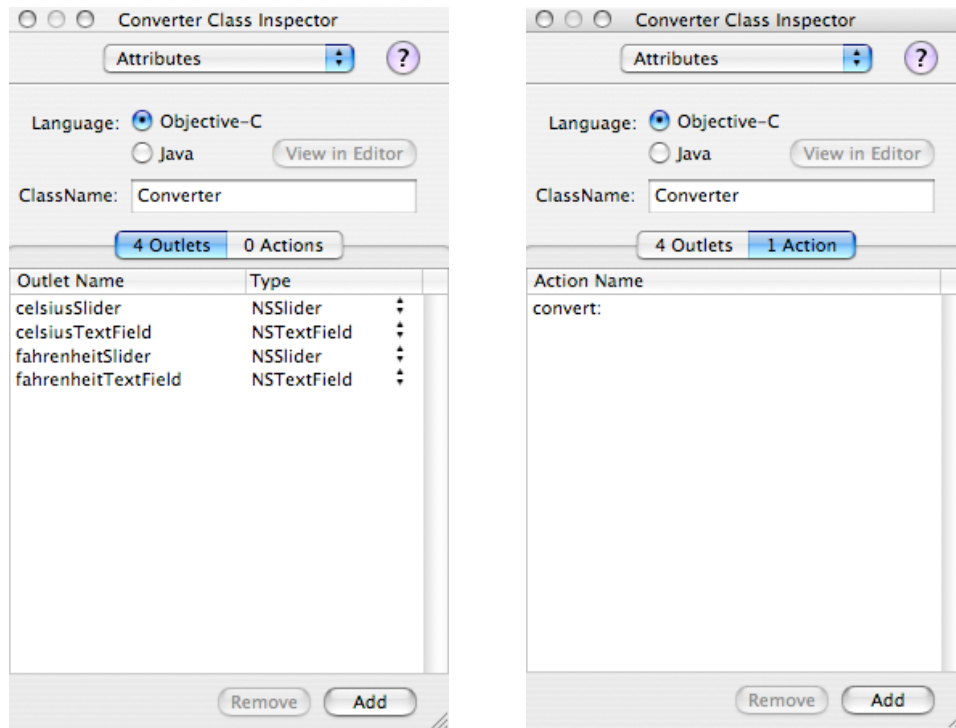 Converter Class Inspector
Attributes
?
Language: Objective-C
Java View in Editor
ClassName: Converter
4 Outlets 0 Actions
Outlet Name Type
celsiusSlider NSSlider
celsiusTextField NSTextField
fahrenheitSlider NSSlider
fahrenheitTextField NSTextField
Remove Add
Converter Class Inspector
Attributes
?
Language: Objective-C
Java View in Editor
ClassName: Converter
4 Outlets 1 Action
Action Name
convert:
Remove Add